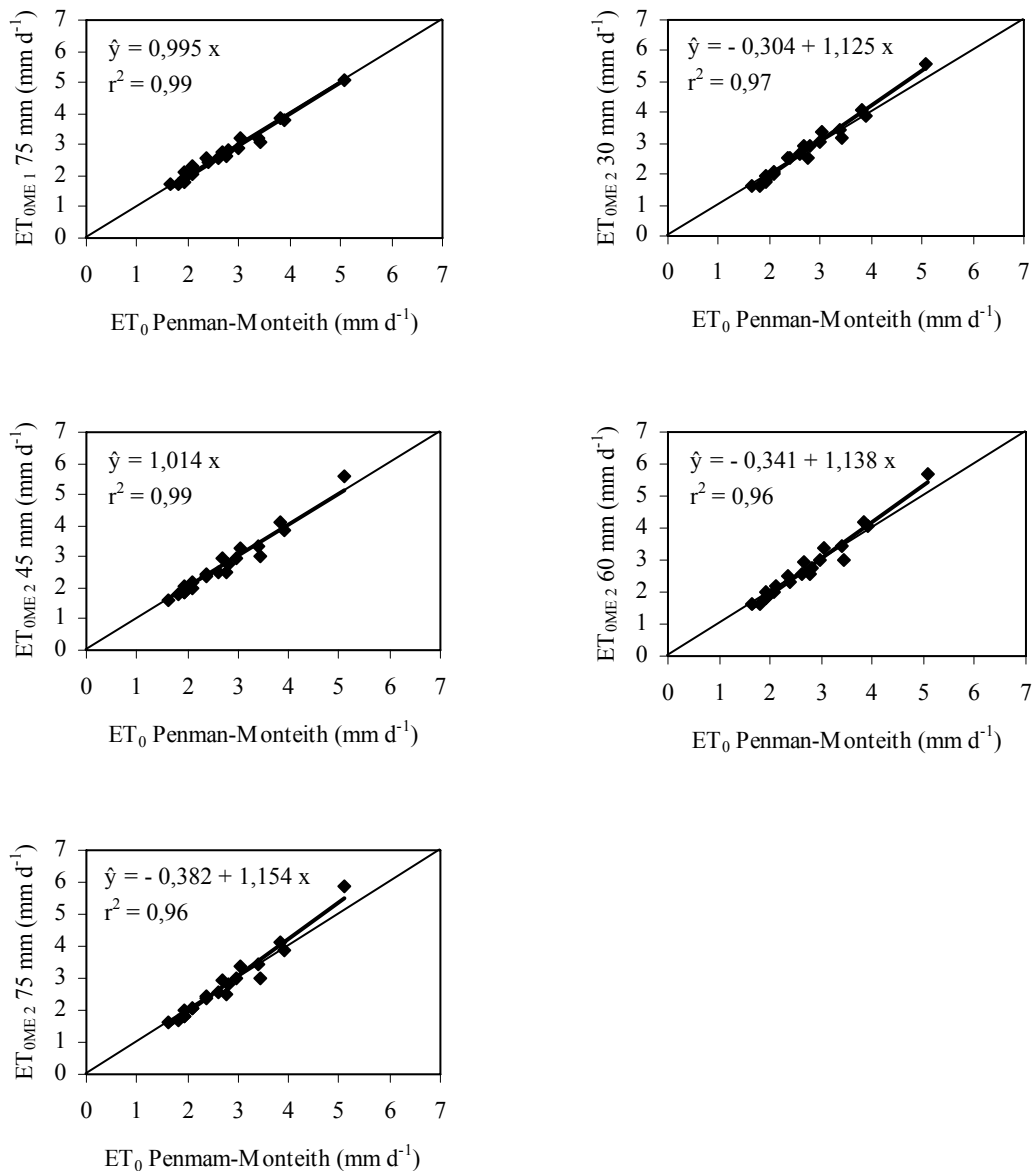 ŷ = 0,995 x
r² = 0,99
7
6
5
4
3
2
1
0
ET₀ME 1 75 mm (mm d⁻¹)
0 1 2 3 4 5 6 7
ET₀ Penman-Monteith (mm d⁻¹)
ŷ = - 0,304 + 1,125 x
r² = 0,97
7
6
5
4
3
2
1
0
ET₀ME 2 30 mm (mm d⁻¹)
0 1 2 3 4 5 6 7
ET₀ Penman-Monteith (mm d⁻¹)
ŷ = 1,014 x
r² = 0,99
7
6
5
4
3
2
1
0
ET₀ME 2 45 mm (mm d⁻¹)
0 1 2 3 4 5 6 7
ET₀ Penman-Monteith (mm d⁻¹)
ŷ = - 0,341 + 1,138 x
r² = 0,96
7
6
5
4
3
2
1
0
ET₀ME 2 60 mm (mm d⁻¹)
0 1 2 3 4 5 6 7
ET₀ Penman-Monteith (mm d⁻¹)
ŷ = - 0,382 + 1,154 x
r² = 0,96
7
6
5
4
3
2
1
0
ET₀ME 2 75 mm (mm d⁻¹)
0 1 2 3 4 5 6 7
ET₀ Penmam-Monteith (mm d⁻¹)